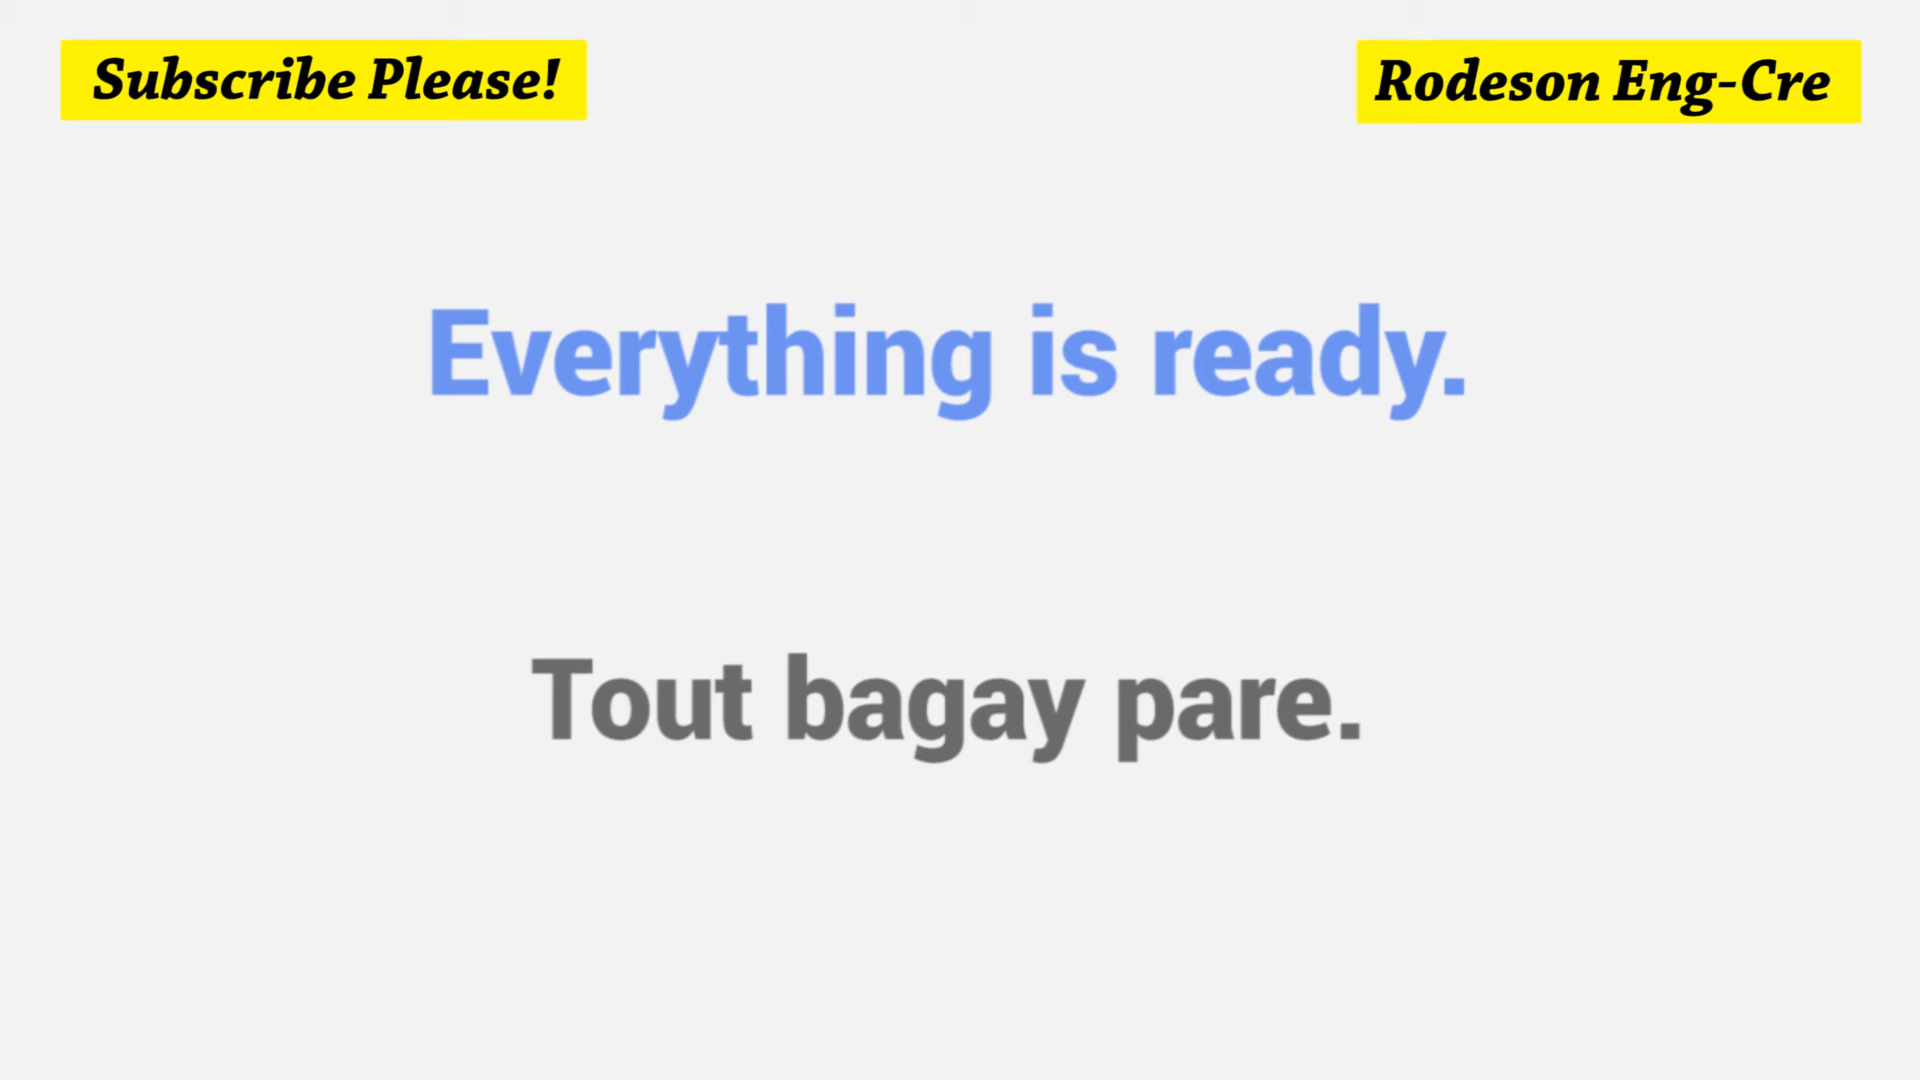 Subscribe Please!
Rodeson Eng-Cre
Everything is ready.
Tout bagay pare.